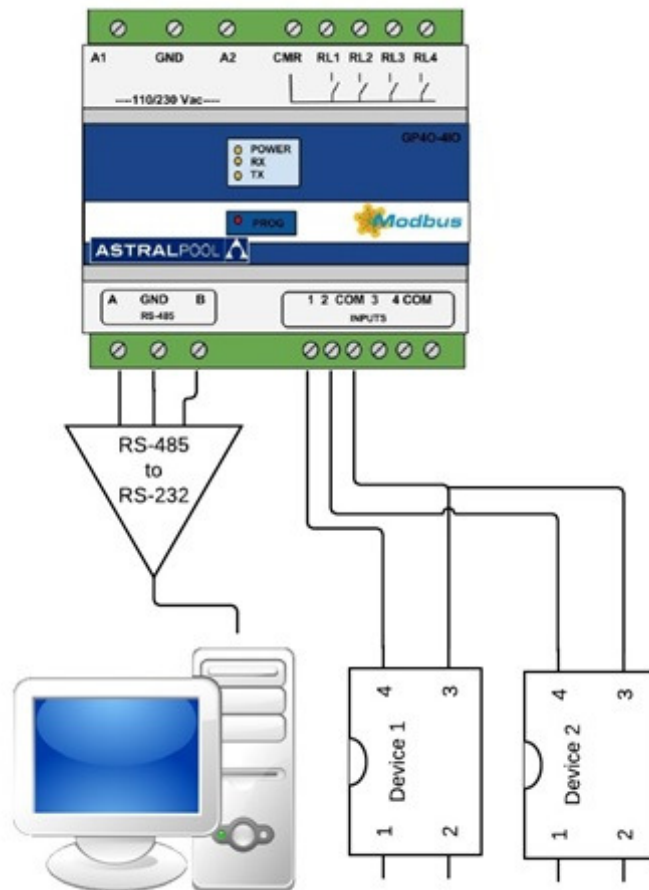 A1 GND A2 CMR RL1 RL2 RL3 RL4
----110/230 Vac----
GP4O-4IO
POWER
RX
TX
PROG
Modbus
ASTRALPOOL
A GND B
RS-485
1 2 COM 3 4 COM
INPUTS
RS-485
to
RS-232
4 3
Device 1
1 2
4 3
Device 2
1 2